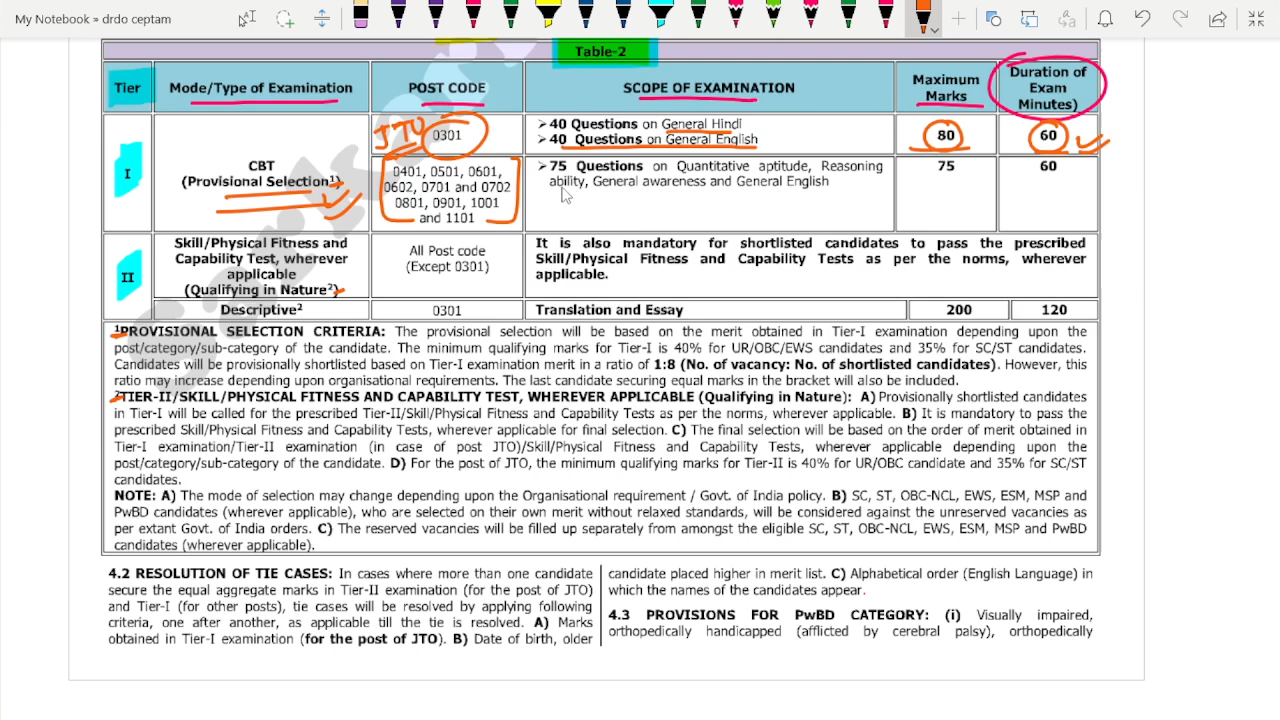 My Notebook » drdo ceptam
Table-2
Tier
Mode/Type of Examination
POST CODE
SCOPE OF EXAMINATION
Maximum
Marks
Duration of
Exam
Minutes)
I
CBT
(Provisional Selection¹)
JTO 0301
➢40 Questions on General Hindi
➢40 Questions on General English
80
60
0401, 0501, 0601,
0602, 0701 and 0702
0801, 0901, 1001
and 1101
➢75 Questions on Quantitative aptitude, Reasoning
ability, General awareness and General English
75
60
II
Skill/Physical Fitness and
Capability Test, wherever
applicable
(Qualifying in Nature²)
All Post code
(Except 0301)
It is also mandatory for shortlisted candidates to pass the prescribed
Skill/Physical Fitness and Capability Tests as per the norms, wherever
applicable.
Descriptive²
0301
Translation and Essay
200
120
¹PROVISIONAL SELECTION CRITERIA: The provisional selection will be based on the merit obtained in Tier-I examination depending upon the
post/category/sub-category of the candidate. The minimum qualifying marks for Tier-I is 40% for UR/OBC/EWS candidates and 35% for SC/ST candidates.
Candidates will be provisionally shortlisted based on Tier-I examination merit in a ratio of 1:8 (No. of vacancy: No. of shortlisted candidates). However, this
ratio may increase depending upon organisational requirements. The last candidate securing equal marks in the bracket will also be included.
²TIER-II/SKILL/PHYSICAL FITNESS AND CAPABILITY TEST, WHEREVER APPLICABLE (Qualifying in Nature): A) Provisionally shortlisted candidates
in Tier-I will be called for the prescribed Tier-II/Skill/Physical Fitness and Capability Tests as per the norms, wherever applicable. B) It is mandatory to pass the
prescribed Skill/Physical Fitness and Capability Tests, wherever applicable for final selection. C) The final selection will be based on the order of merit obtained in
Tier-I examination/Tier-II examination (in case of post JTO)/Skill/Physical Fitness and Capability Tests, wherever applicable depending upon the
post/category/sub-category of the candidate. D) For the post of JTO, the minimum qualifying marks for Tier-II is 40% for UR/OBC candidate and 35% for SC/ST
candidates.
NOTE: A) The mode of selection may change depending upon the Organisational requirement / Govt. of India policy. B) SC, ST, OBC-NCL, EWS, ESM, MSP and
PwBD candidates (wherever applicable), who are selected on their own merit without relaxed standards, will be considered against the unreserved vacancies as
per extant Govt. of India orders. C) The reserved vacancies will be filled up separately from amongst the eligible SC, ST, OBC-NCL, EWS, ESM, MSP and PwBD
candidates (wherever applicable).
4.2 RESOLUTION OF TIE CASES: In cases where more than one candidate
secure the equal aggregate marks in Tier-II examination (for the post of JTO)
and Tier-I (for other posts), tie cases will be resolved by applying following
criteria, one after another, as applicable till the tie is resolved. A) Marks
obtained in Tier-I examination (for the post of JTO). B) Date of birth, older
candidate placed higher in merit list. C) Alphabetical order (English Language) in
which the names of the candidates appear.
4.3 PROVISIONS FOR PwBD CATEGORY: (i) Visually impaired,
orthopedically handicapped (afflicted by cerebral palsy), orthopedically